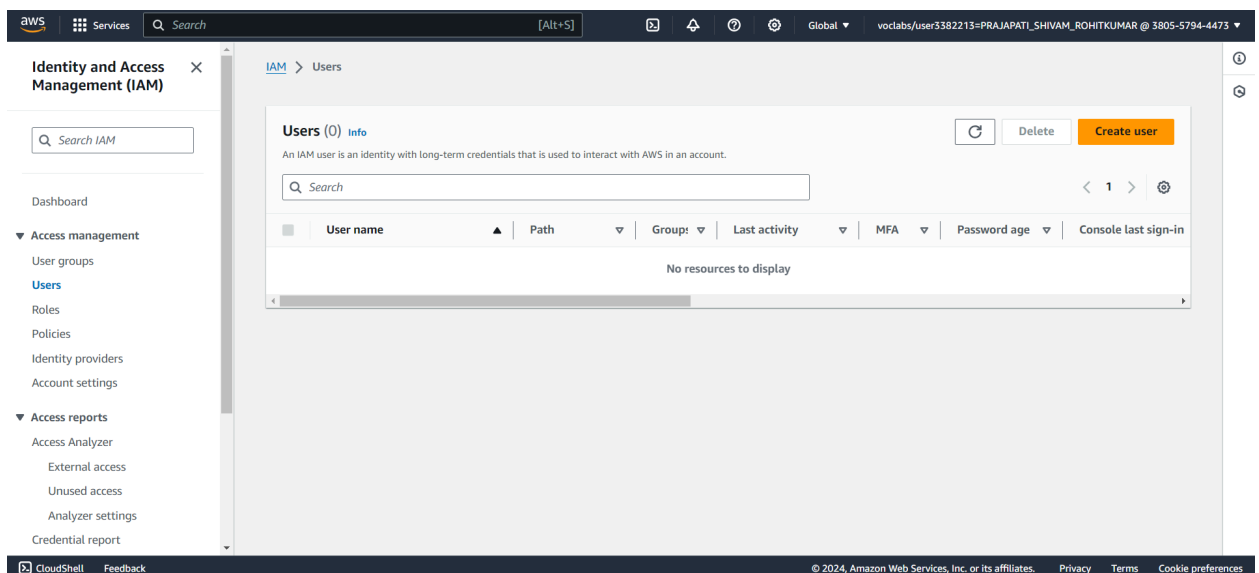 aws
Services
Search
[Alt+S]
Global
voclabs/user3382213=PRAJAPATI_SHIVAM_ROHITKUMAR @ 3805-5794-4473
Identity and Access
Management (IAM)
Search IAM
Dashboard
Access management
User groups
Users
Roles
Policies
Identity providers
Account settings
Access reports
Access Analyzer
External access
Unused access
Analyzer settings
Credential report
IAM > Users
Users (0) Info
Delete
Create user
An IAM user is an identity with long-term credentials that is used to interact with AWS in an account.
Search
1
User name Path Group: Last activity MFA Password age Console last sign-in
No resources to display
CloudShell Feedback
© 2024, Amazon Web Services, Inc. or its affiliates. Privacy Terms Cookie preferences